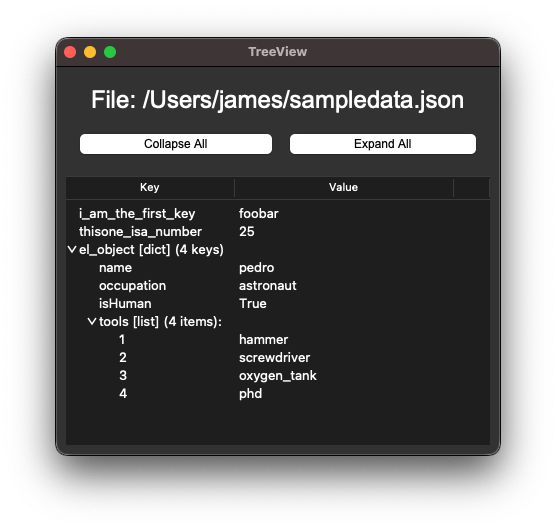 TreeView
File: /Users/james/sampledata.json
Collapse All Expand All
Key Value
i_am_the_first_key foobar
thisone_isa_number 25
el_object [dict] (4 keys)
name pedro
occupation astronaut
isHuman True
tools [list] (4 items):
1 hammer
2 screwdriver
3 oxygen_tank
4 phd